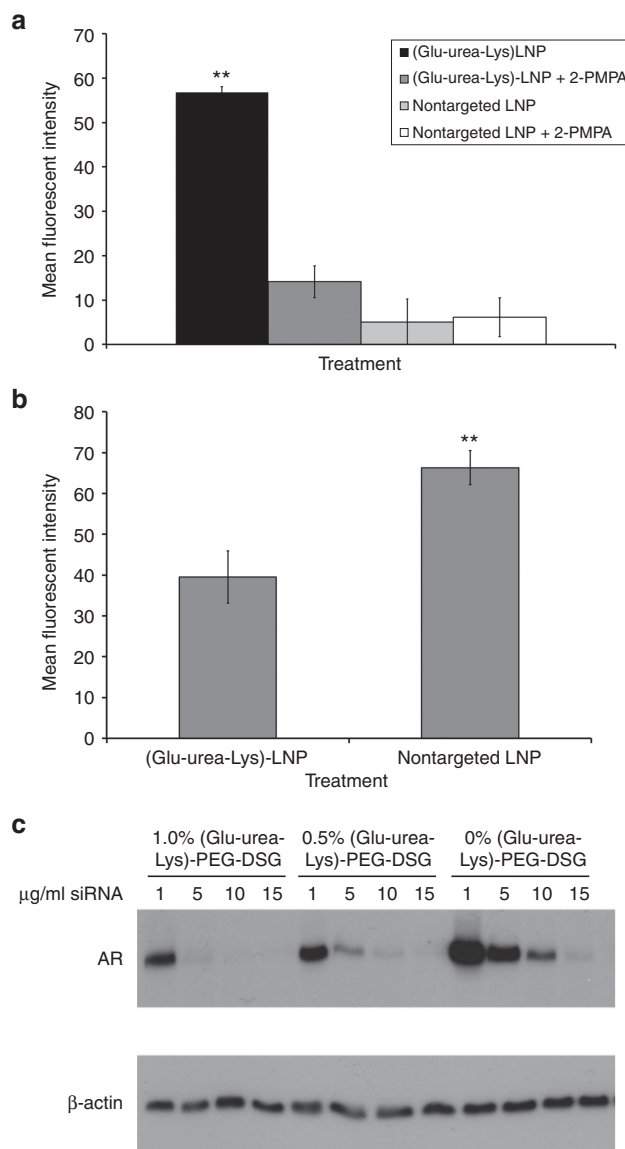 a
Mean fluorescent intensity
70
60
50
40
30
20
10
0
**
(Glu-urea-Lys)LNP
(Glu-urea-Lys)-LNP + 2-PMPA
Nontargeted LNP
Nontargeted LNP + 2-PMPA
Treatment
b
Mean fluorescent intensity
80
70
60
50
40
30
20
10
0
**
(Glu-urea-Lys)-LNP Nontargeted LNP
Treatment
c
1.0% (Glu-urea-
Lys)-PEG-DSG
0.5% (Glu-urea-
Lys)-PEG-DSG
0% (Glu-urea-
Lys)-PEG-DSG
μg/ml siRNA 1 5 10 15 1 5 10 15 1 5 10 15
AR
β-actin